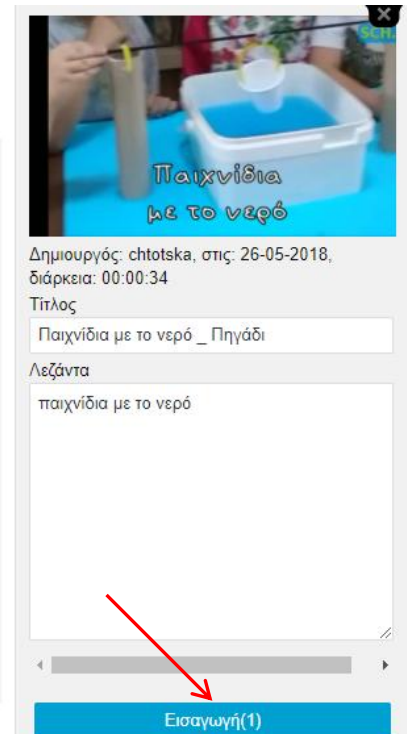 SCH.
Παιχνίδια
με το νερό
Δημιουργός: chtotska, στις: 26-05-2018,
διάρκεια: 00:00:34
Τίτλος
Παιχνίδια με το νερό _ Πηγάδι
Λεζάντα
παιχνίδια με το νερό
Εισαγωγή(1)